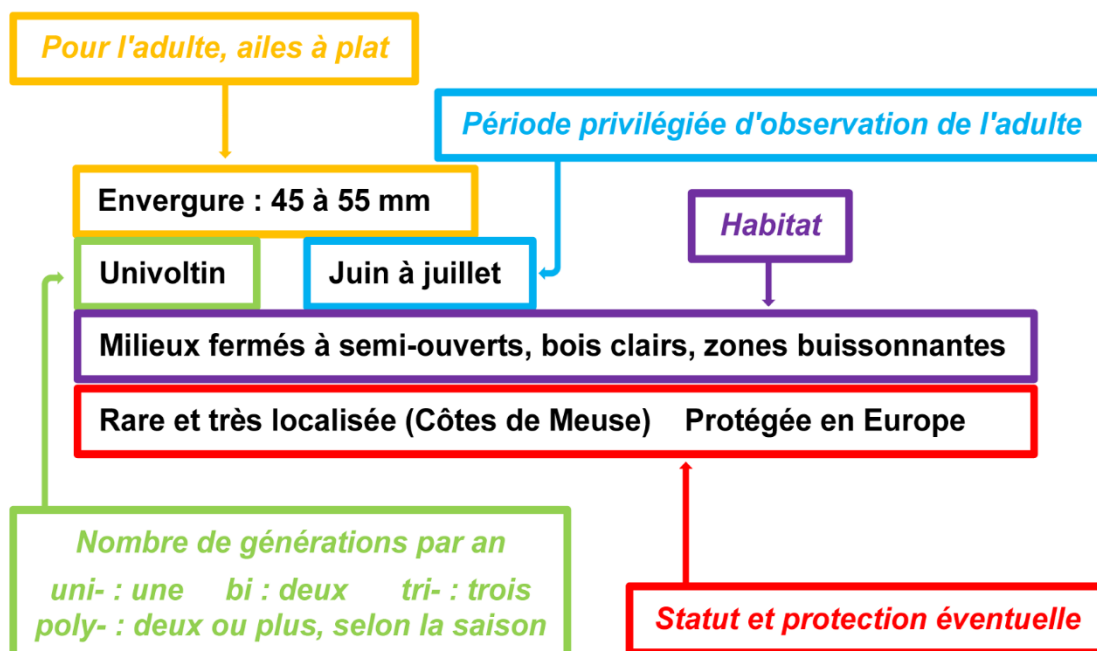 Pour l'adulte, ailes à plat
Période privilégiée d'observation de l'adulte
Envergure : 45 à 55 mm
Habitat
Univoltin
Juin à juillet
Milieux fermés à semi-ouverts, bois clairs, zones buissonnantes
Rare et très localisée (Côtes de Meuse) Protégée en Europe
Nombre de générations par an
uni- : une bi : deux tri- : trois
poly- : deux ou plus, selon la saison
Statut et protection éventuelle